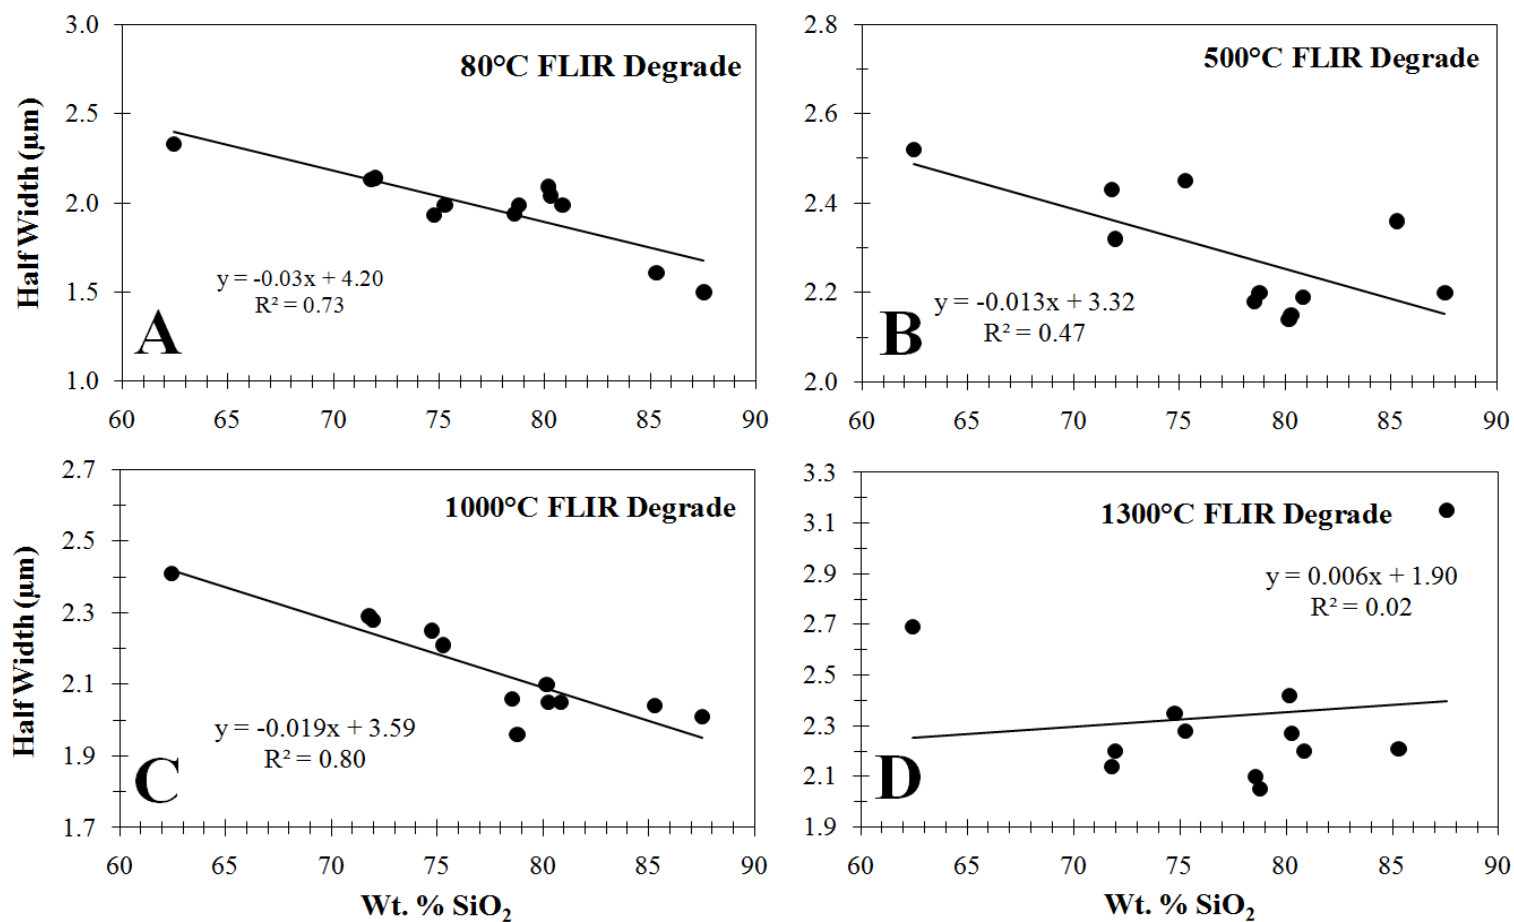 80°C FLIR Degrade
Half Width (µm)
3.0
2.5
2.0
1.5
1.0
y = -0.03x + 4.20
R² = 0.73
A
60 65 70 75 80 85 90
500°C FLIR Degrade
2.8
2.6
2.4
2.2
2.0
y = -0.013x + 3.32
R² = 0.47
B
60 65 70 75 80 85 90
1000°C FLIR Degrade
Half Width (µm)
2.7
2.5
2.3
2.1
1.9
1.7
y = -0.019x + 3.59
R² = 0.80
C
60 65 70 75 80 85 90
Wt. % SiO₂
1300°C FLIR Degrade
3.3
3.1
2.9
2.7
2.5
2.3
2.1
1.9
y = 0.006x + 1.90
R² = 0.02
D
60 65 70 75 80 85 90
Wt. % SiO₂